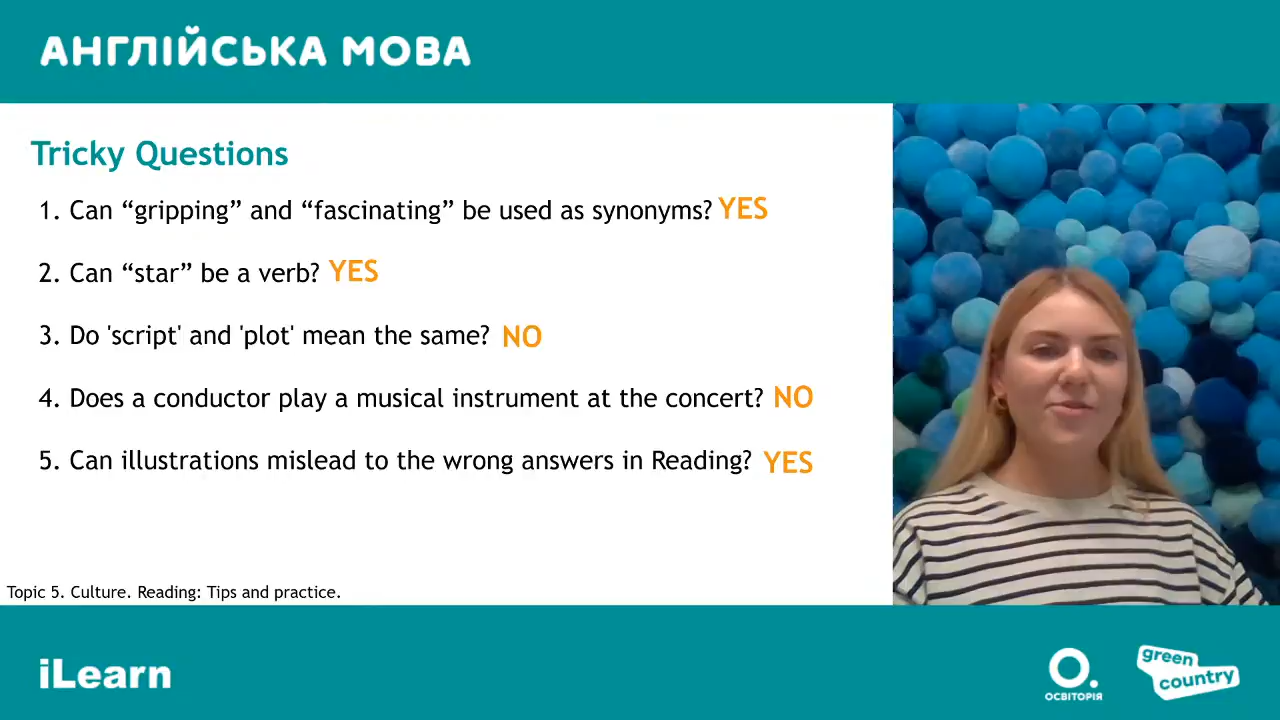 АНГЛІЙСЬКА МОВА
Tricky Questions
1. Can “gripping” and “fascinating” be used as synonyms? YES
2. Can “star” be a verb? YES
3. Do 'script' and 'plot' mean the same? NO
4. Does a conductor play a musical instrument at the concert? NO
5. Can illustrations mislead to the wrong answers in Reading? YES
Topic 5. Culture. Reading: Tips and practice.
iLearn
О.
ОСВІТОРІЯ
green
country